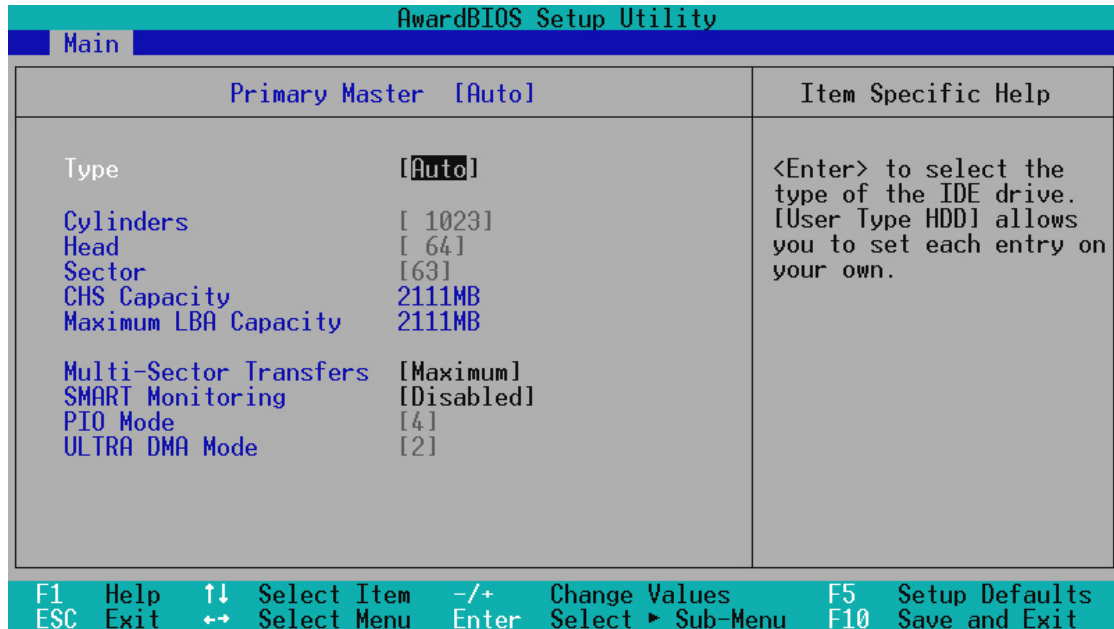 AwardBIOS Setup Utility
Main
Primary Master [Auto]
Item Specific Help
Type [Auto]
Cylinders [ 1023]
Head [ 64]
Sector [63]
CHS Capacity 2111MB
Maximum LBA Capacity 2111MB
Multi-Sector Transfers [Maximum]
SMART Monitoring [Disabled]
PIO Mode [4]
ULTRA DMA Mode [2]
<Enter> to select the
type of the IDE drive.
[User Type HDD] allows
you to set each entry on
your own.
F1 Help ↑↓ Select Item -/+ Change Values F5 Setup Defaults
ESC Exit ←→ Select Menu Enter Select ► Sub-Menu F10 Save and Exit